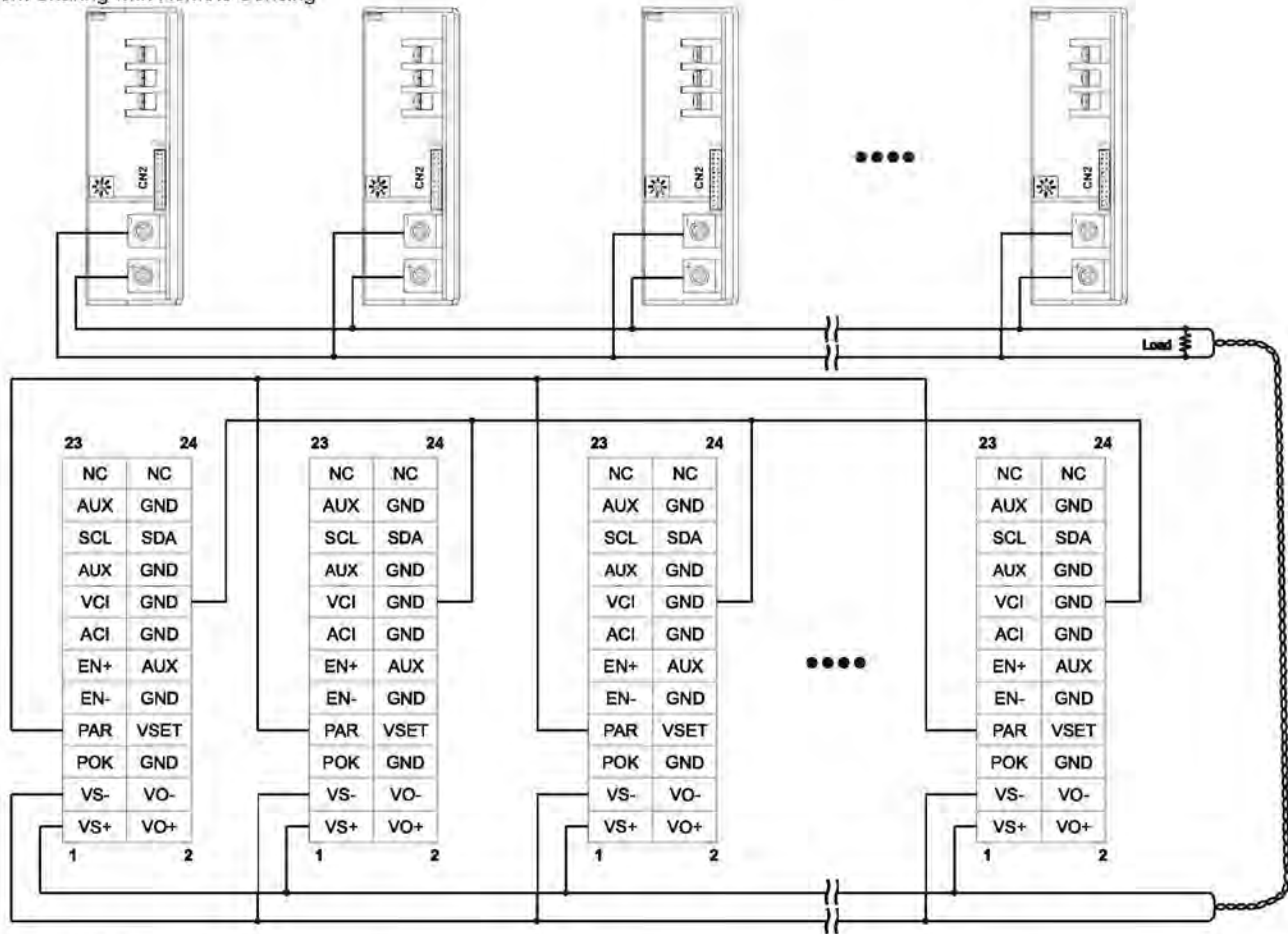 CN2 CN2 CN2 CN2
Load
23 24 23 24 23 24 23 24
NC NC NC NC NC NC NC NC
AUX GND AUX GND AUX GND AUX GND
SCL SDA SCL SDA SCL SDA SCL SDA
AUX GND AUX GND AUX GND AUX GND
VCI GND VCI GND VCI GND VCI GND
ACI GND ACI GND ACI GND ACI GND
EN+ AUX EN+ AUX EN+ AUX EN+ AUX
EN- GND EN- GND EN- GND EN- GND
PAR VSET PAR VSET PAR VSET PAR VSET
POK GND POK GND POK GND POK GND
VS- VO- VS- VO- VS- VO- VS- VO-
VS+ VO+ VS+ VO+ VS+ VO+ VS+ VO+
1 2 1 2 1 2 1 2